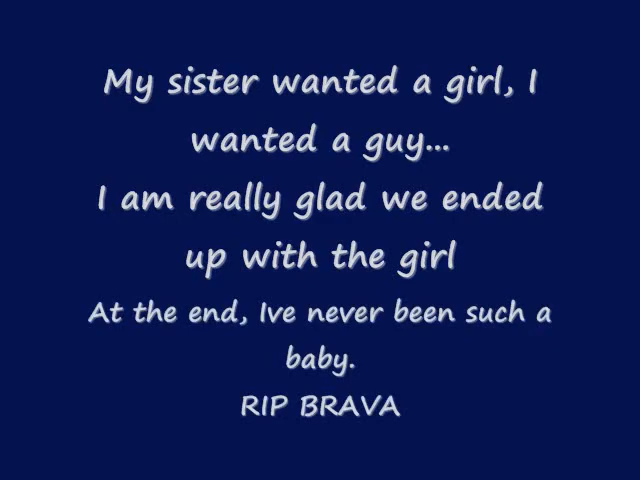 My sister wanted a girl, I
wanted a guy...
I am really glad we ended
up with the girl
At the end, Ive never been such a
baby.
RIP BRAVA